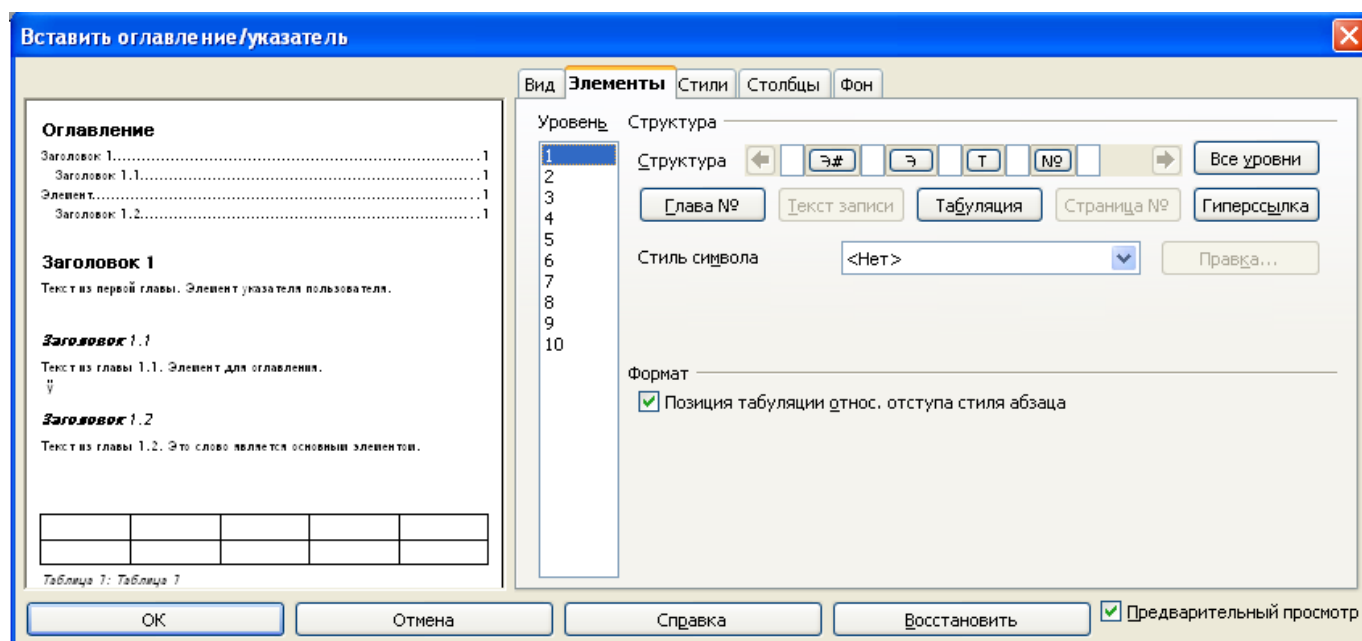 Вставить оглавление/указатель
Оглавление
Заголовок 1...1
Заголовок 1.1...1
Элемент...1
Заголовок 1.2...1
Заголовок 1
Текст из первой главы. Элемент указателя пользователя.
Заголовок 1.1
Текст из главы 1.1. Элемент для оглавления.
Заголовок 1.2
Текст из главы 1.2. Это слово является основным элементом.
Таблица 1: Таблица 1
Вид Элементы Стили Столбцы Фон
Уровень Структура
1
2
3
4
5
6
7
8
9
10
Структура Э# Э Т № Все уровни
Глава № Текст записи Табуляция Страница № Гиперссылка
Стиль символа <Нет> Правка...
Формат
Позиция табуляции относ. отступа стиля абзаца
ОК Отмена Справка Восстановить Предварительный просмотр